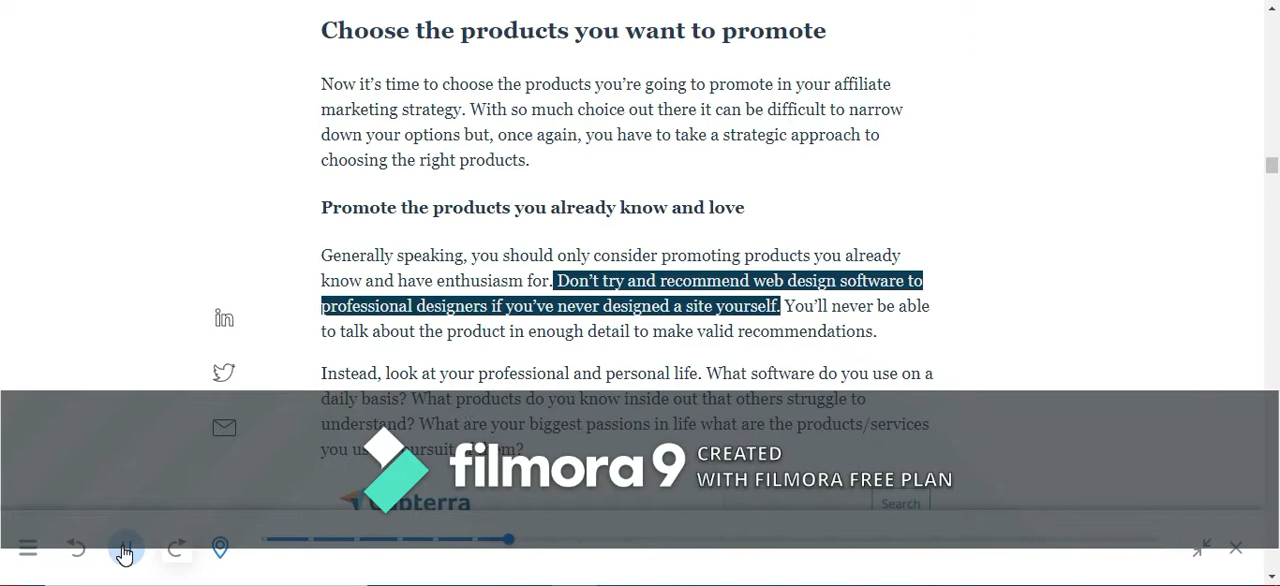 Choose the products you want to promote
Now it’s time to choose the products you’re going to promote in your affiliate
marketing strategy. With so much choice out there it can be difficult to narrow
down your options but, once again, you have to take a strategic approach to
choosing the right products.
Promote the products you already know and love
Generally speaking, you should only consider promoting products you already
know and have enthusiasm for. Don’t try and recommend web design software to
professional designers if you’ve never designed a site yourself. You’ll never be able
to talk about the product in enough detail to make valid recommendations.
Instead, look at your professional and personal life. What software do you use on a
daily basis? What products do you know inside out that others struggle to
understand? What are your biggest passions in life what are the products/services
you
filmora9 CREATED
WITH FILMORA FREE PLAN
Search